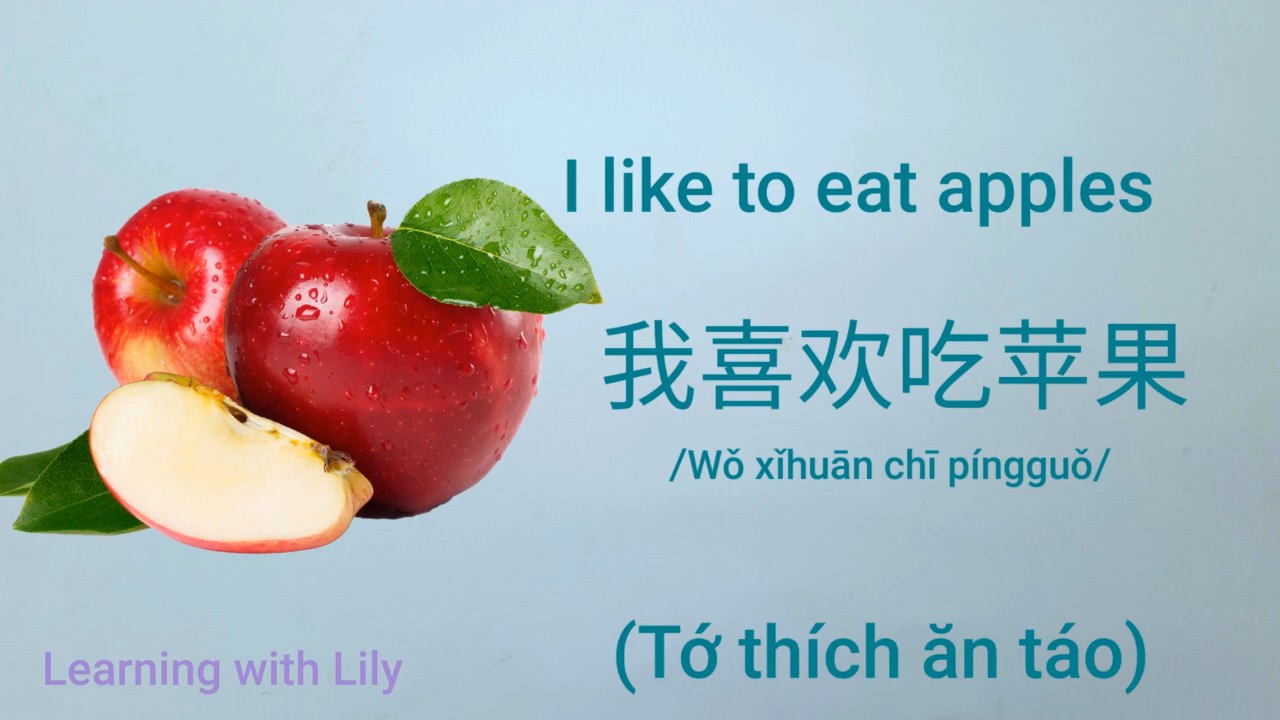 I like to eat apples
我喜欢吃苹果
/Wǒ xǐhuān chī píngguǒ/
(Tớ thích ăn táo)
Learning with Lily